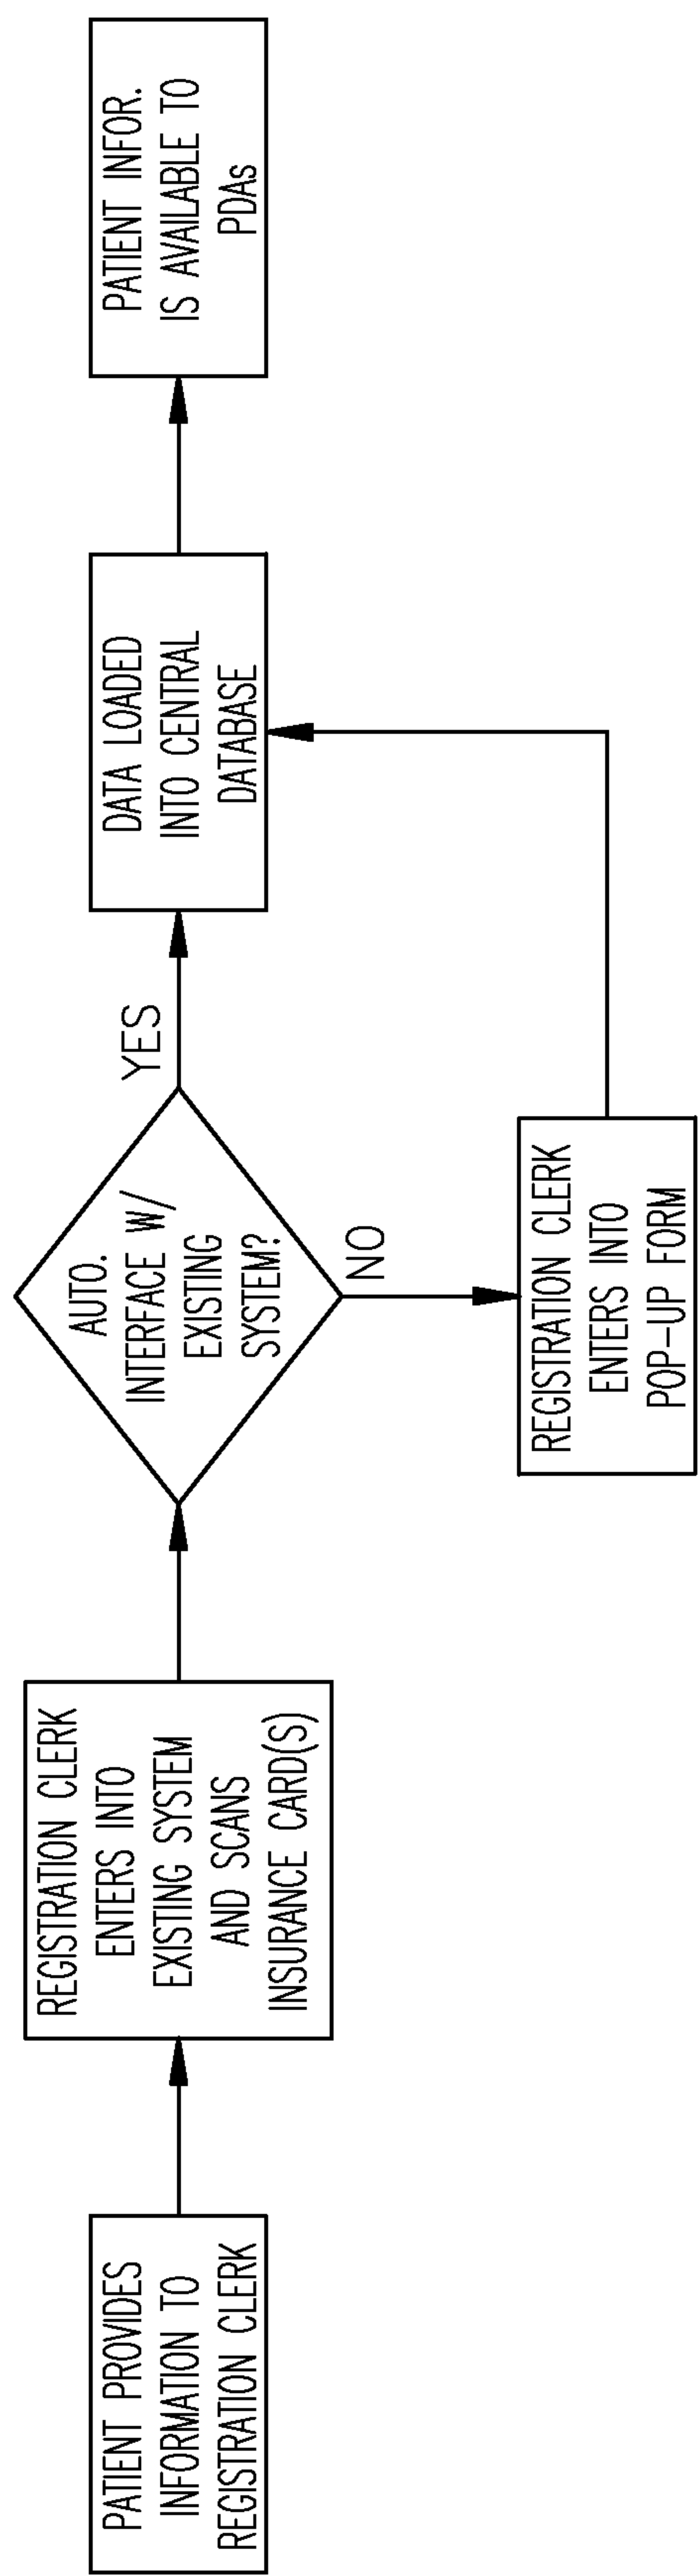 PATIENT PROVIDES
INFORMATION TO
REGISTRATION CLERK
REGISTRATION CLERK
ENTERS INTO
EXISTING SYSTEM
AND SCANS
INSURANCE CARD(S)
AUTO.
INTERFACE W/
EXISTING
SYSTEM?
YES
NO
REGISTRATION CLERK
ENTERS INTO
POP-UP FORM
DATA LOADED
INTO CENTRAL
DATABASE
PATIENT INFOR.
IS AVAILABLE TO
PDAs